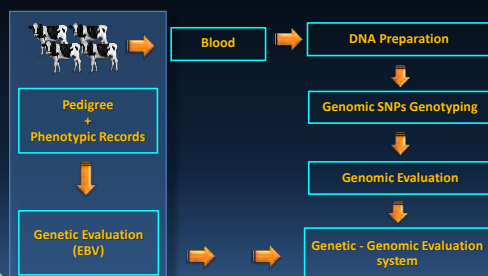 Blood
DNA Preparation
Pedigree
+
Phenotypic Records
Genomic SNPs Genotyping
Genomic Evaluation
Genetic Evaluation
(EBV)
Genetic - Genomic Evaluation
system